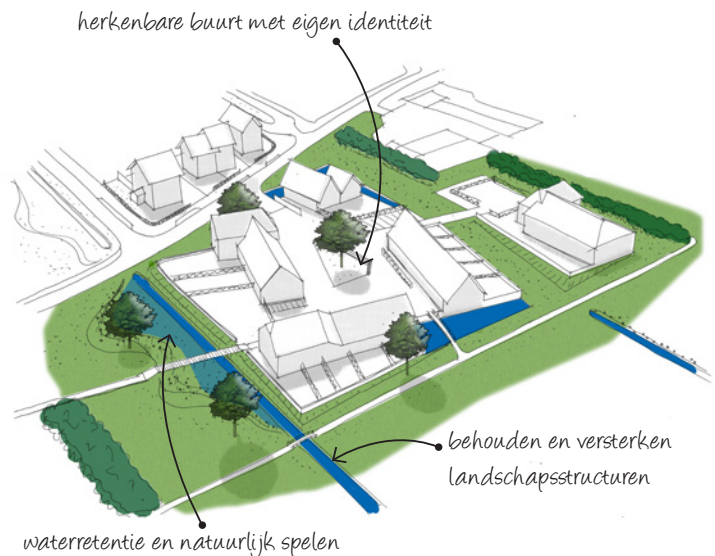 herkenbare buurt met eigen identiteit
behouden en versterken
landschapsstructuren
waterretentie en natuurlijk spelen